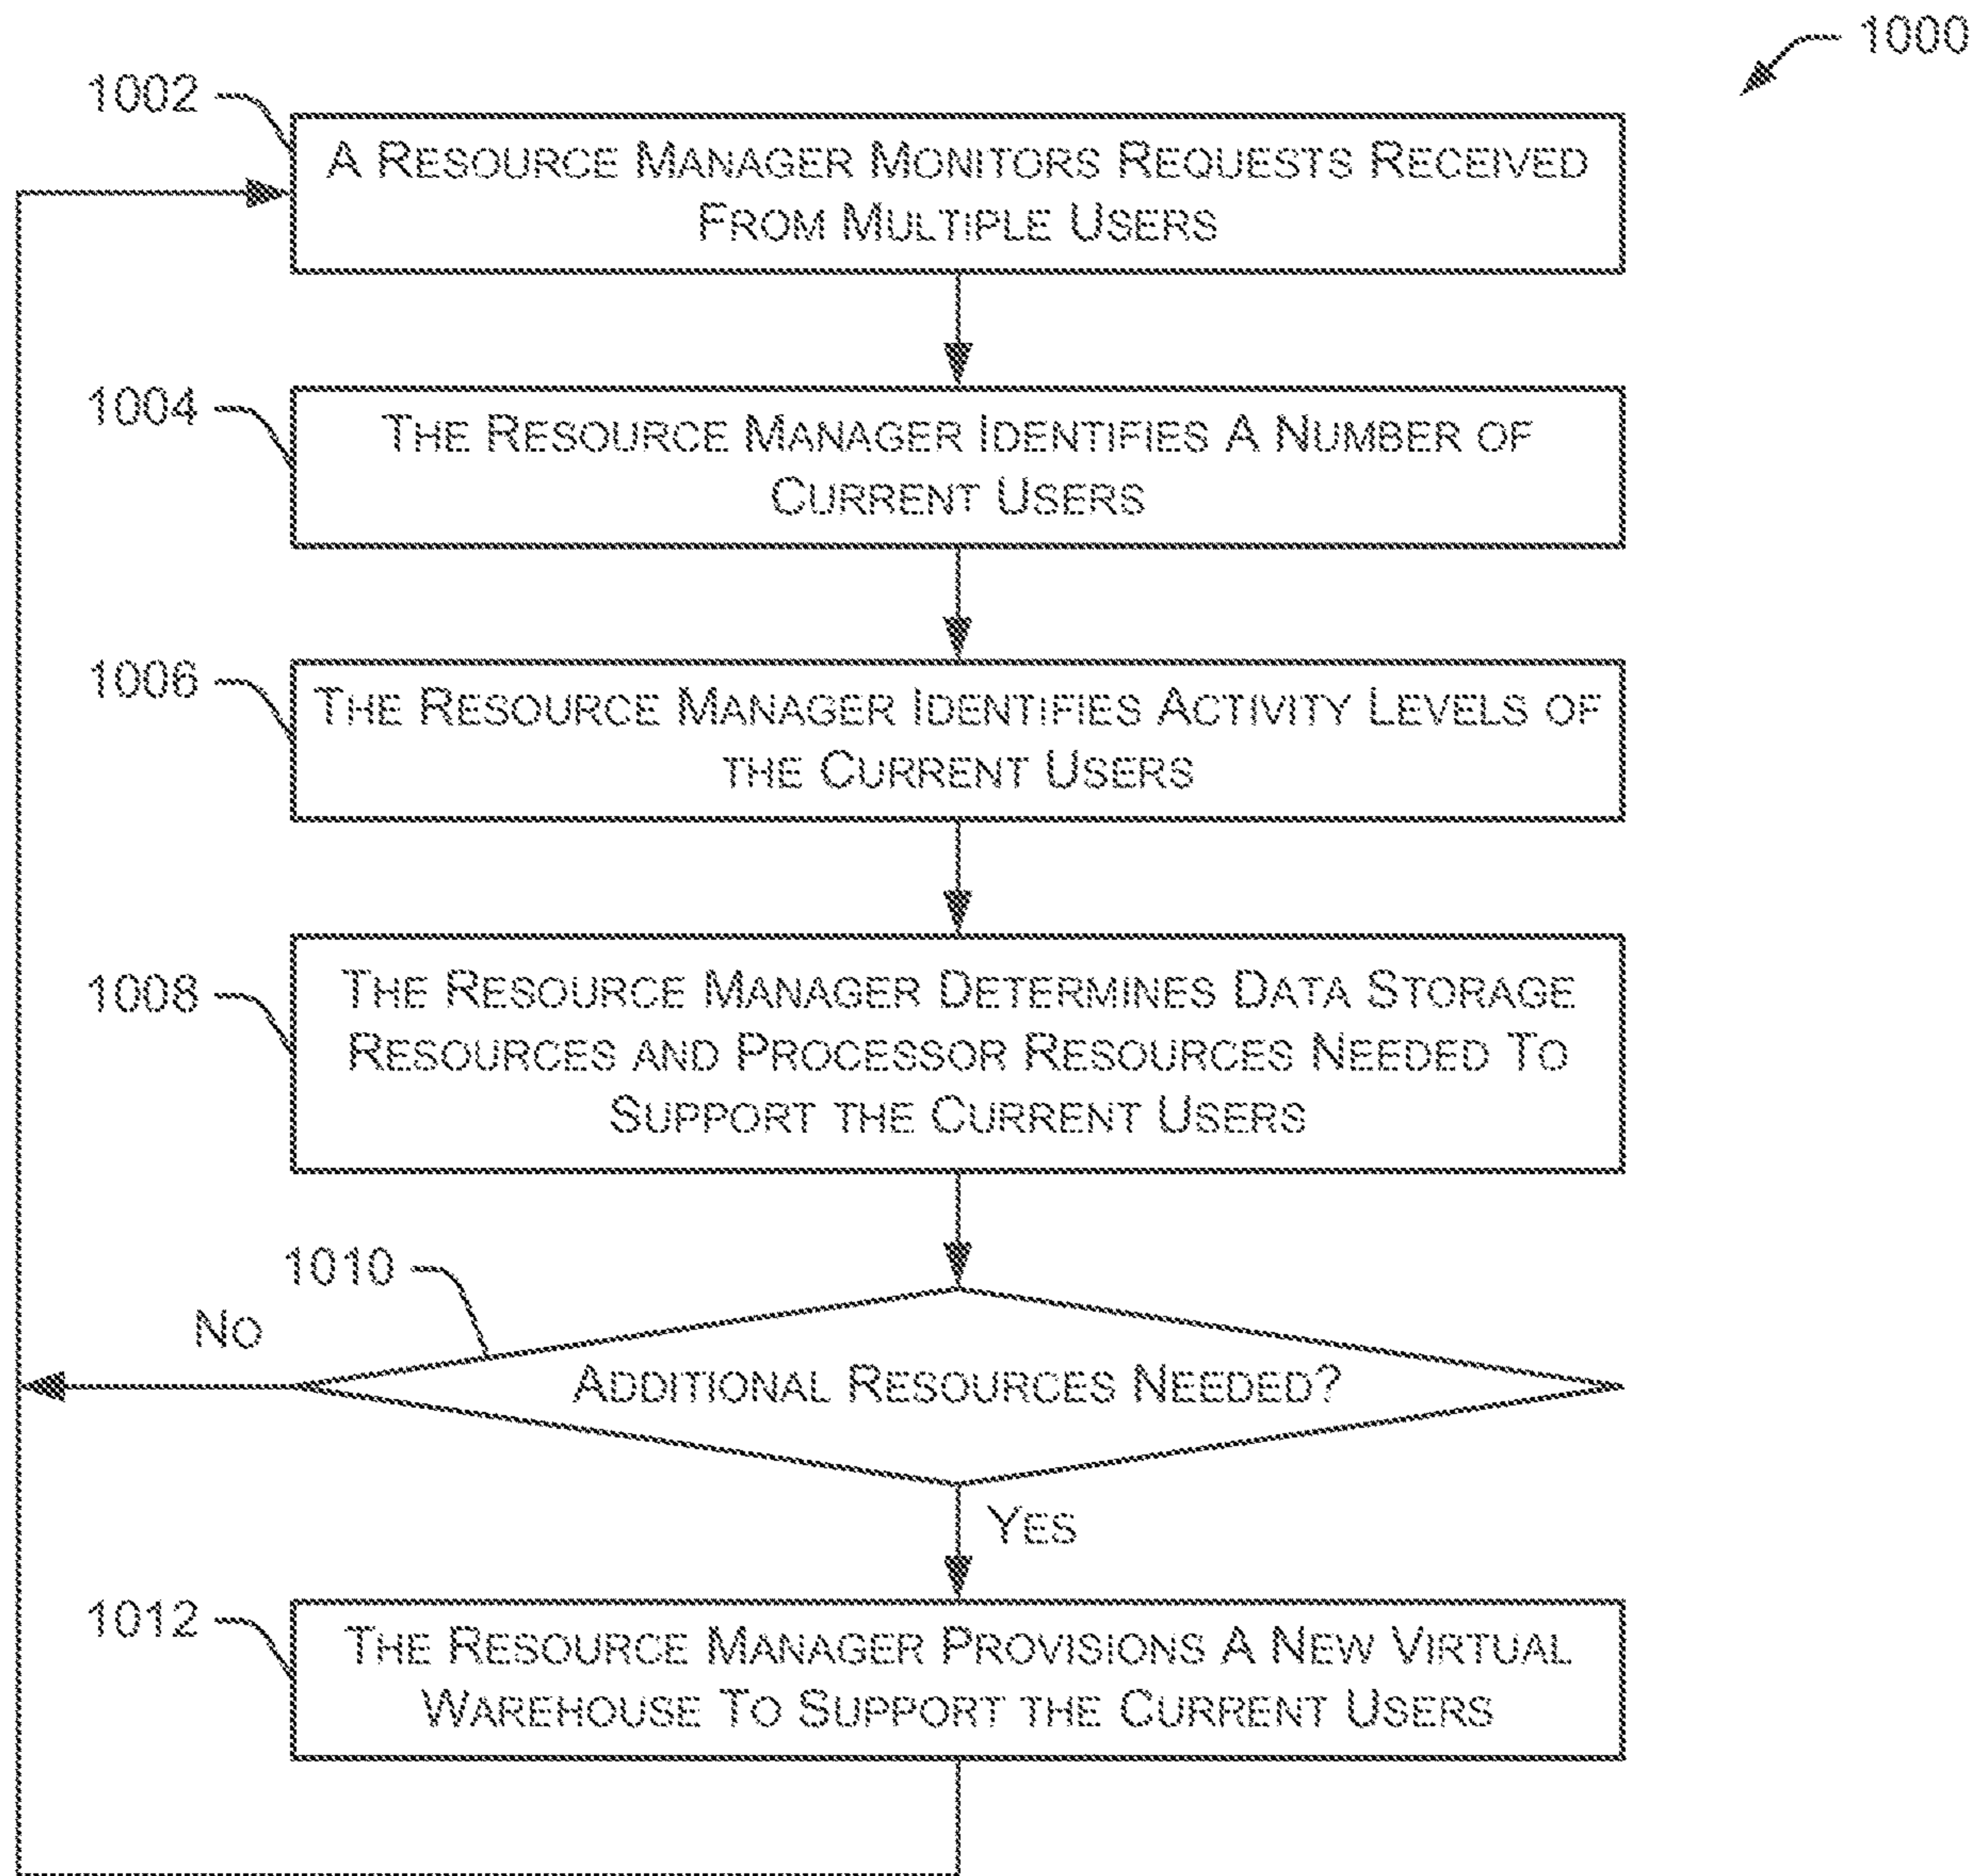 1000
1002
A RESOURCE MANAGER MONITORS REQUESTS RECEIVED
FROM MULTIPLE USERS
1004
THE RESOURCE MANAGER IDENTIFIES A NUMBER OF
CURRENT USERS
1006
THE RESOURCE MANAGER IDENTIFIES ACTIVITY LEVELS OF
THE CURRENT USERS
1008
THE RESOURCE MANAGER DETERMINES DATA STORAGE
RESOURCES AND PROCESSOR RESOURCES NEEDED TO
SUPPORT THE CURRENT USERS
1010
NO
ADDITIONAL RESOURCES NEEDED?
YES
1012
THE RESOURCE MANAGER PROVISIONS A NEW VIRTUAL
WAREHOUSE TO SUPPORT THE CURRENT USERS